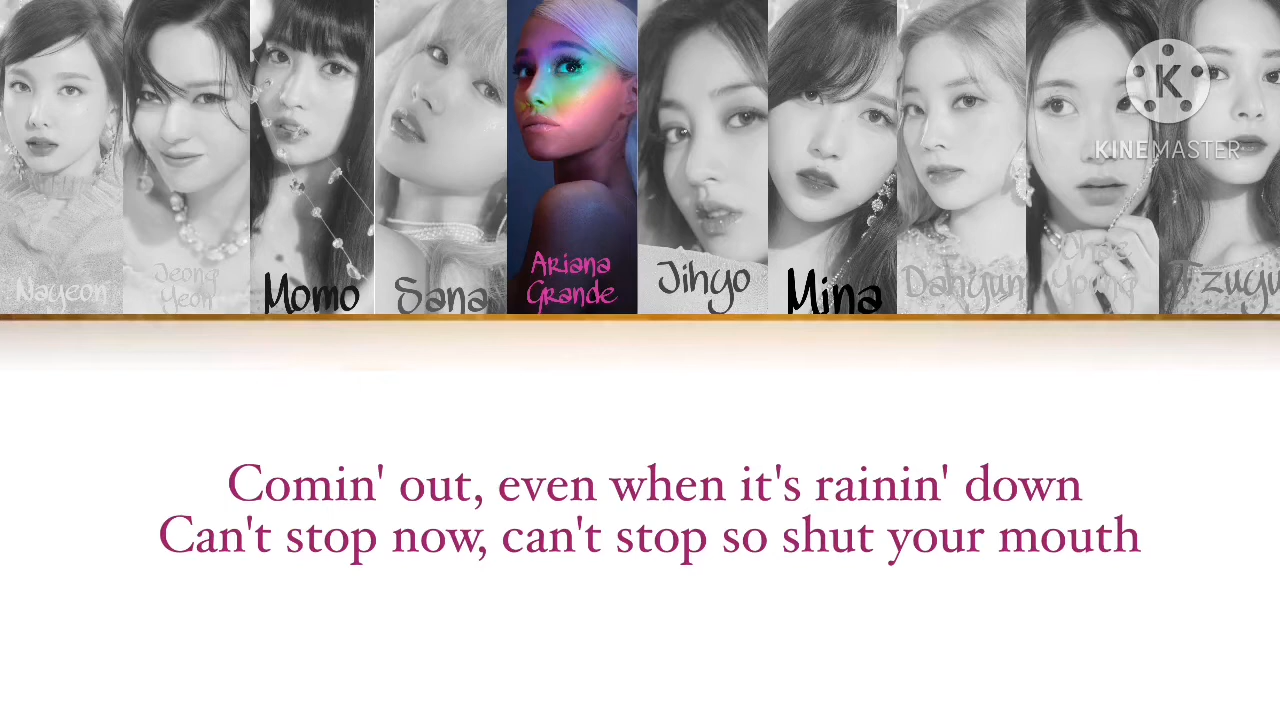 K
KINEMASTER
Nayeon
Jeong
Yeon
Momo
Sana
Ariana
Grande
Jihyo
Mina
Dahyun
Chae
Young
Tzuyu
Comin' out, even when it's rainin' down
Can't stop now, can't stop so shut your mouth